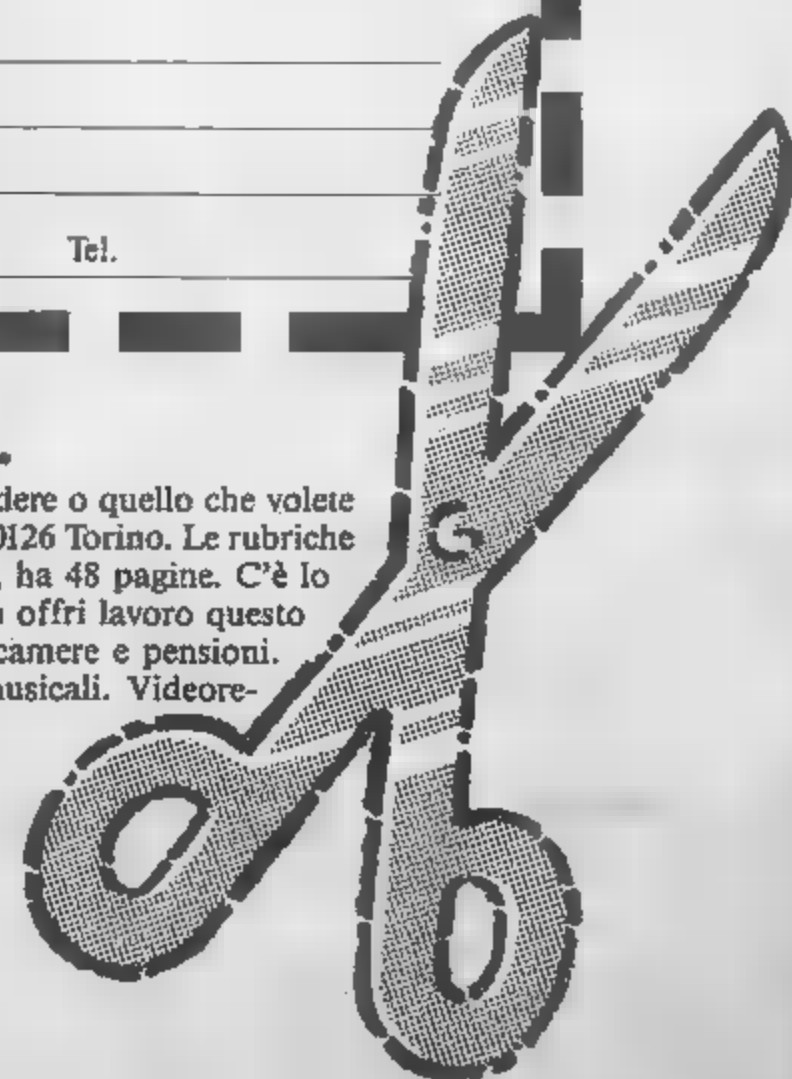 Tel.
dere o quello che volete
0126 Torino. Le rubriche
, ha 48 pagine. C'è lo
offri lavoro questo
camere e pensioni.
usicali. Videore-